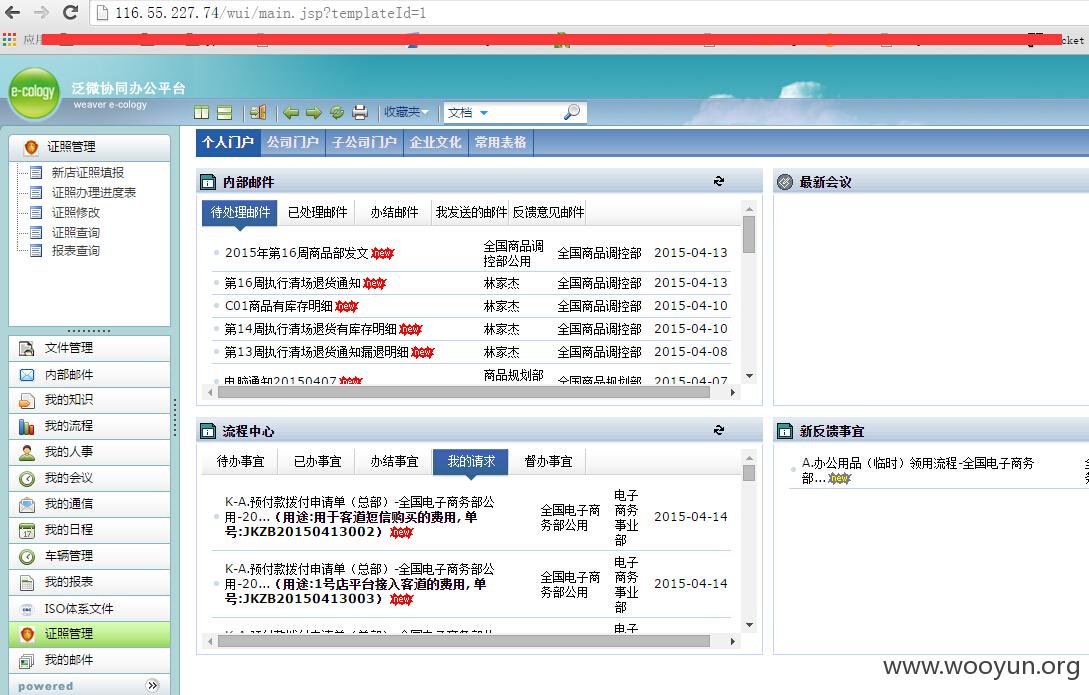 116.55.227.74/wui/main.jsp?templateId=1
应用
cket
e-cology
泛微协同办公平台
weaver e-cology
收藏夹
文档
证照管理
新店证照填报
证照办理进度表
证照修改
证照查询
报表查询
文件管理
内部邮件
我的知识
我的流程
我的人事
我的会议
我的通信
我的日程
车辆管理
我的报表
ISO体系文件
证照管理
我的邮件
powered
个人门户 公司门户 子公司门户 企业文化 常用表格
内部邮件
待处理邮件 已处理邮件 办结邮件 我发送的邮件 反馈意见邮件
2015年第16周商品部发文 new 全国商品调控部公用 全国商品调控部 2015-04-13
第16周执行清场退货通知 new 林家杰 全国商品调控部 2015-04-13
C01商品有库存明细 new 林家杰 全国商品调控部 2015-04-10
第14周执行清场退货有库存明细 new 林家杰 全国商品调控部 2015-04-10
第13周执行清场退货通知漏退明细 new 林家杰 全国商品调控部 2015-04-08
电脑通知20150407 new 商品规划部 全国商品调控部 2015-04-07
最新会议
流程中心
待办事宜 已办事宜 办结事宜 我的请求 督办事宜
K-A.预付款拨付申请单（总部）-全国电子商务部公
用-20...（用途:用于客道短信购买的费用,单
号:JKZB20150413002） new
全国电子商务部公用
电子商务事业部
2015-04-14
K-A.预付款拨付申请单（总部）-全国电子商务部公
用-20...（用途:1号店平台接入客道的费用,单
号:JKZB20150413003） new
全国电子商务部公用
电子商务事业部
2015-04-14
电子
新反馈事宜
A.办公用品（临时）领用流程-全国电子商务
部... new
www.wooyun.org